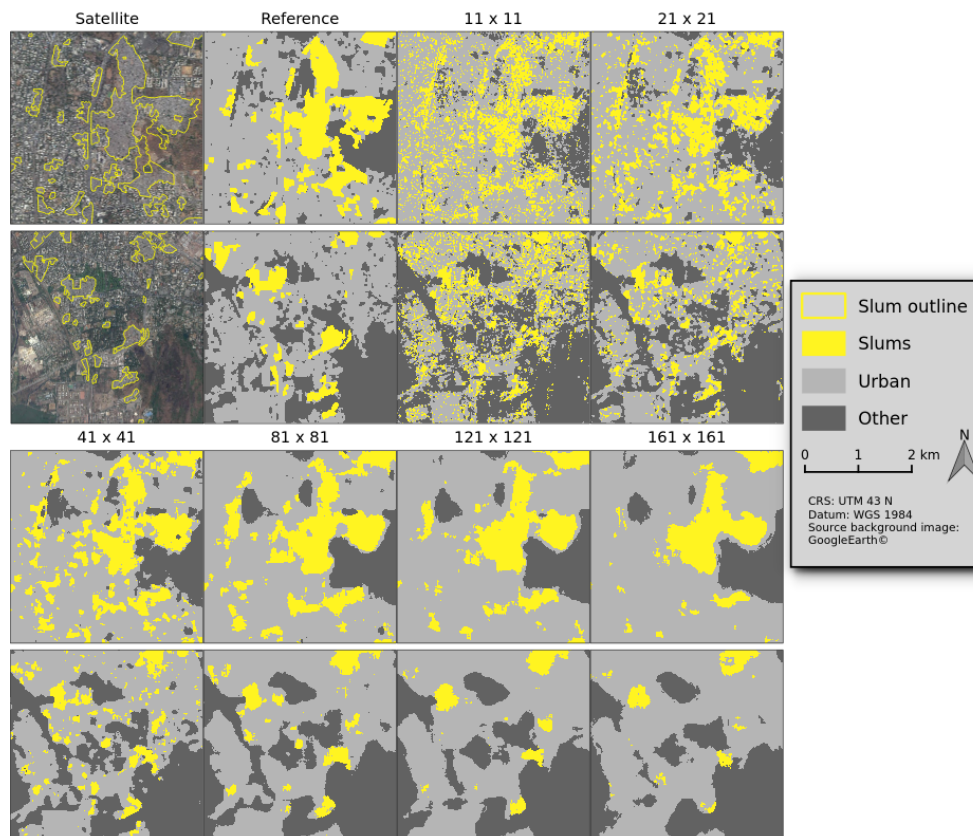 Satellite
Reference
11 x 11
21 x 21
Slum outline
Slums
Urban
Other
N
0 1 2 km
CRS: UTM 43 N
Datum: WGS 1984
Source background image:
GoogleEarth©
41 x 41
81 x 81
121 x 121
161 x 161